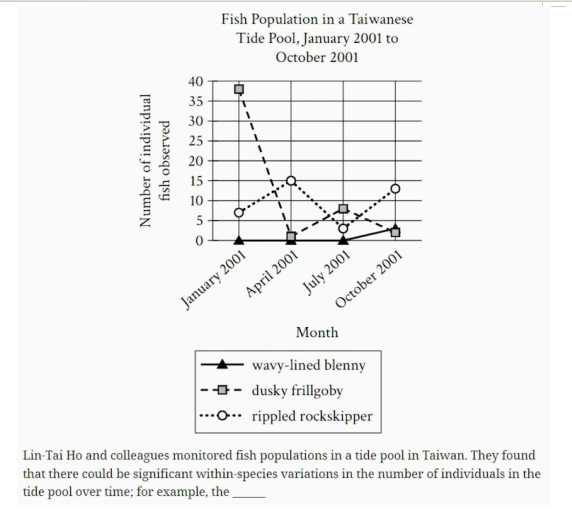 Fish Population in a Taiwanese
Tide Pool, January 2001 to
October 2001
Number of individual
fish observed
40
35
30
25
20
15
10
5
0
January 2001
April 2001
July 2001
October 2001
Month
wavy-lined blenny
dusky frillgoby
rippled rockskipper
Lin-Tai Ho and colleagues monitored fish populations in a tide pool in Taiwan. They found
that there could be significant within-species variations in the number of individuals in the
tide pool over time; for example, the _____